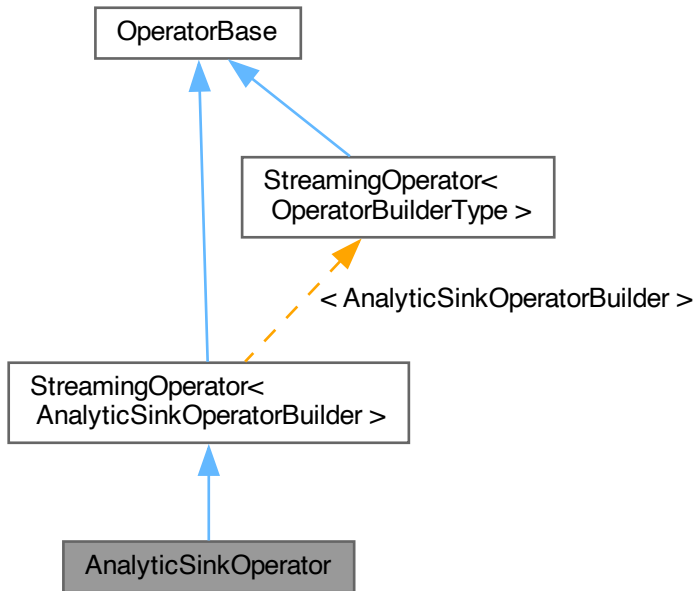 OperatorBase
StreamingOperator<
OperatorBuilderType >
< AnalyticSinkOperatorBuilder >
StreamingOperator<
AnalyticSinkOperatorBuilder >
AnalyticSinkOperator